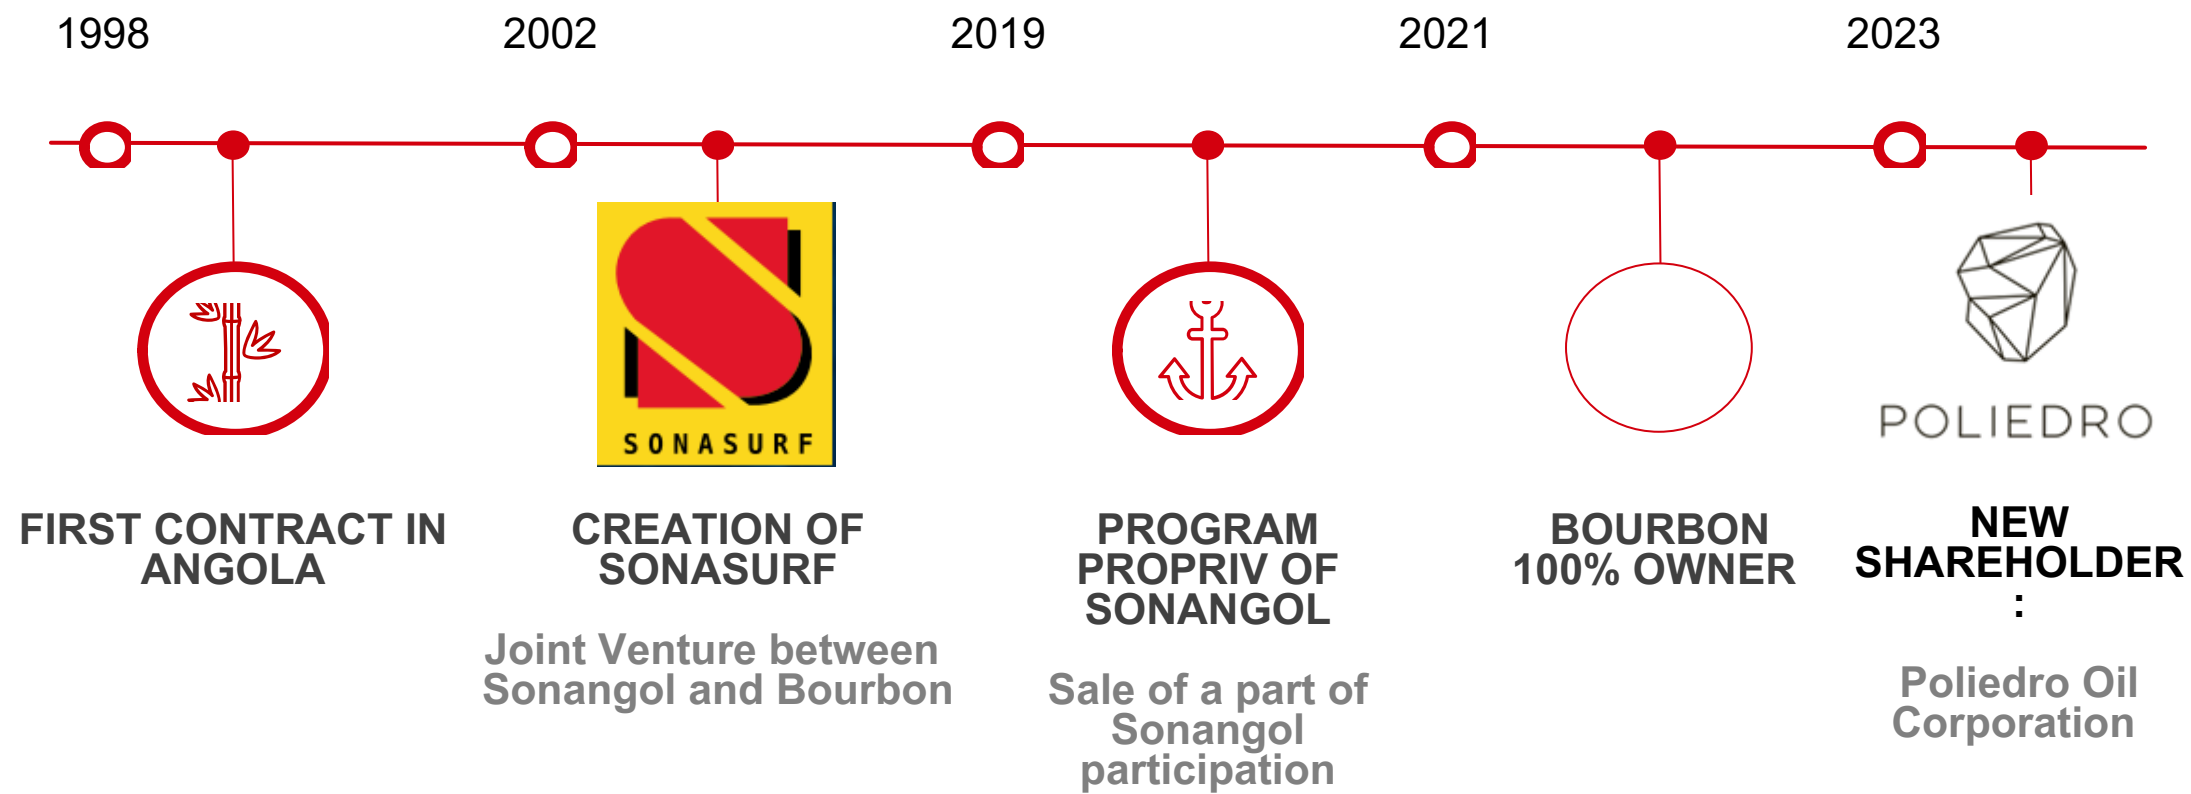 1998
2002
2019
2021
2023
SONASURF
POLIEDRO
FIRST CONTRACT IN
ANGOLA
CREATION OF
SONASURF
Joint Venture between
Sonangol and Bourbon
PROGRAM
PROPRIV OF
SONANGOL
Sale of a part of
Sonangol
participation
BOURBON
100% OWNER
NEW
SHAREHOLDER
:
Poliedro Oil
Corporation